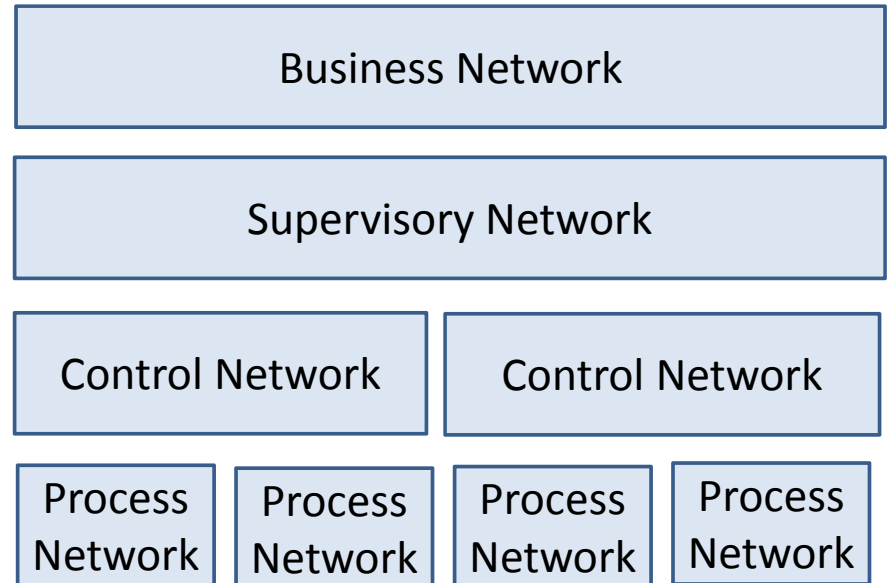 Business Network
Supervisory Network
Control Network
Control Network
Process
Network
Process
Network
Process
Network
Process
Network